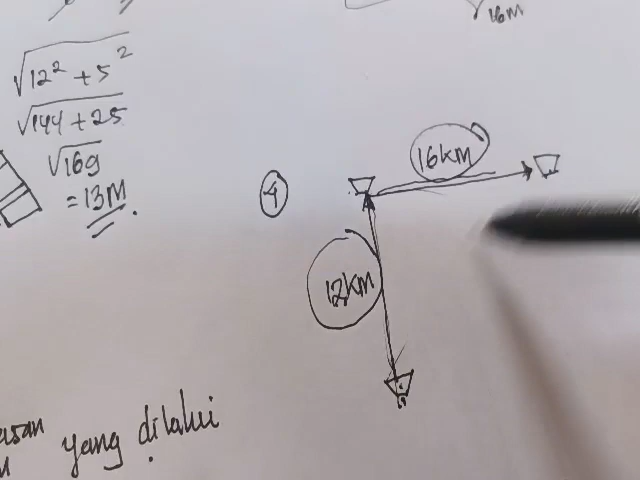 16M
√12² + 5²
√144 + 25
√169
= 13M
16KM
4
12KM
yang dilalui